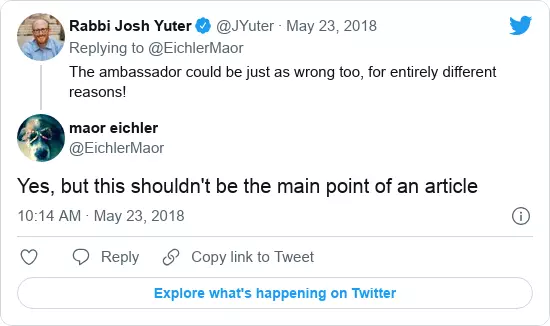 Rabbi Josh Yuter @JYuter · May 23, 2018
Replying to @EichlerMaor
The ambassador could be just as wrong too, for entirely different
reasons!
maor eichler
@EichlerMaor
Yes, but this shouldn't be the main point of an article
10:14 AM · May 23, 2018
Reply Copy link to Tweet
Explore what's happening on Twitter